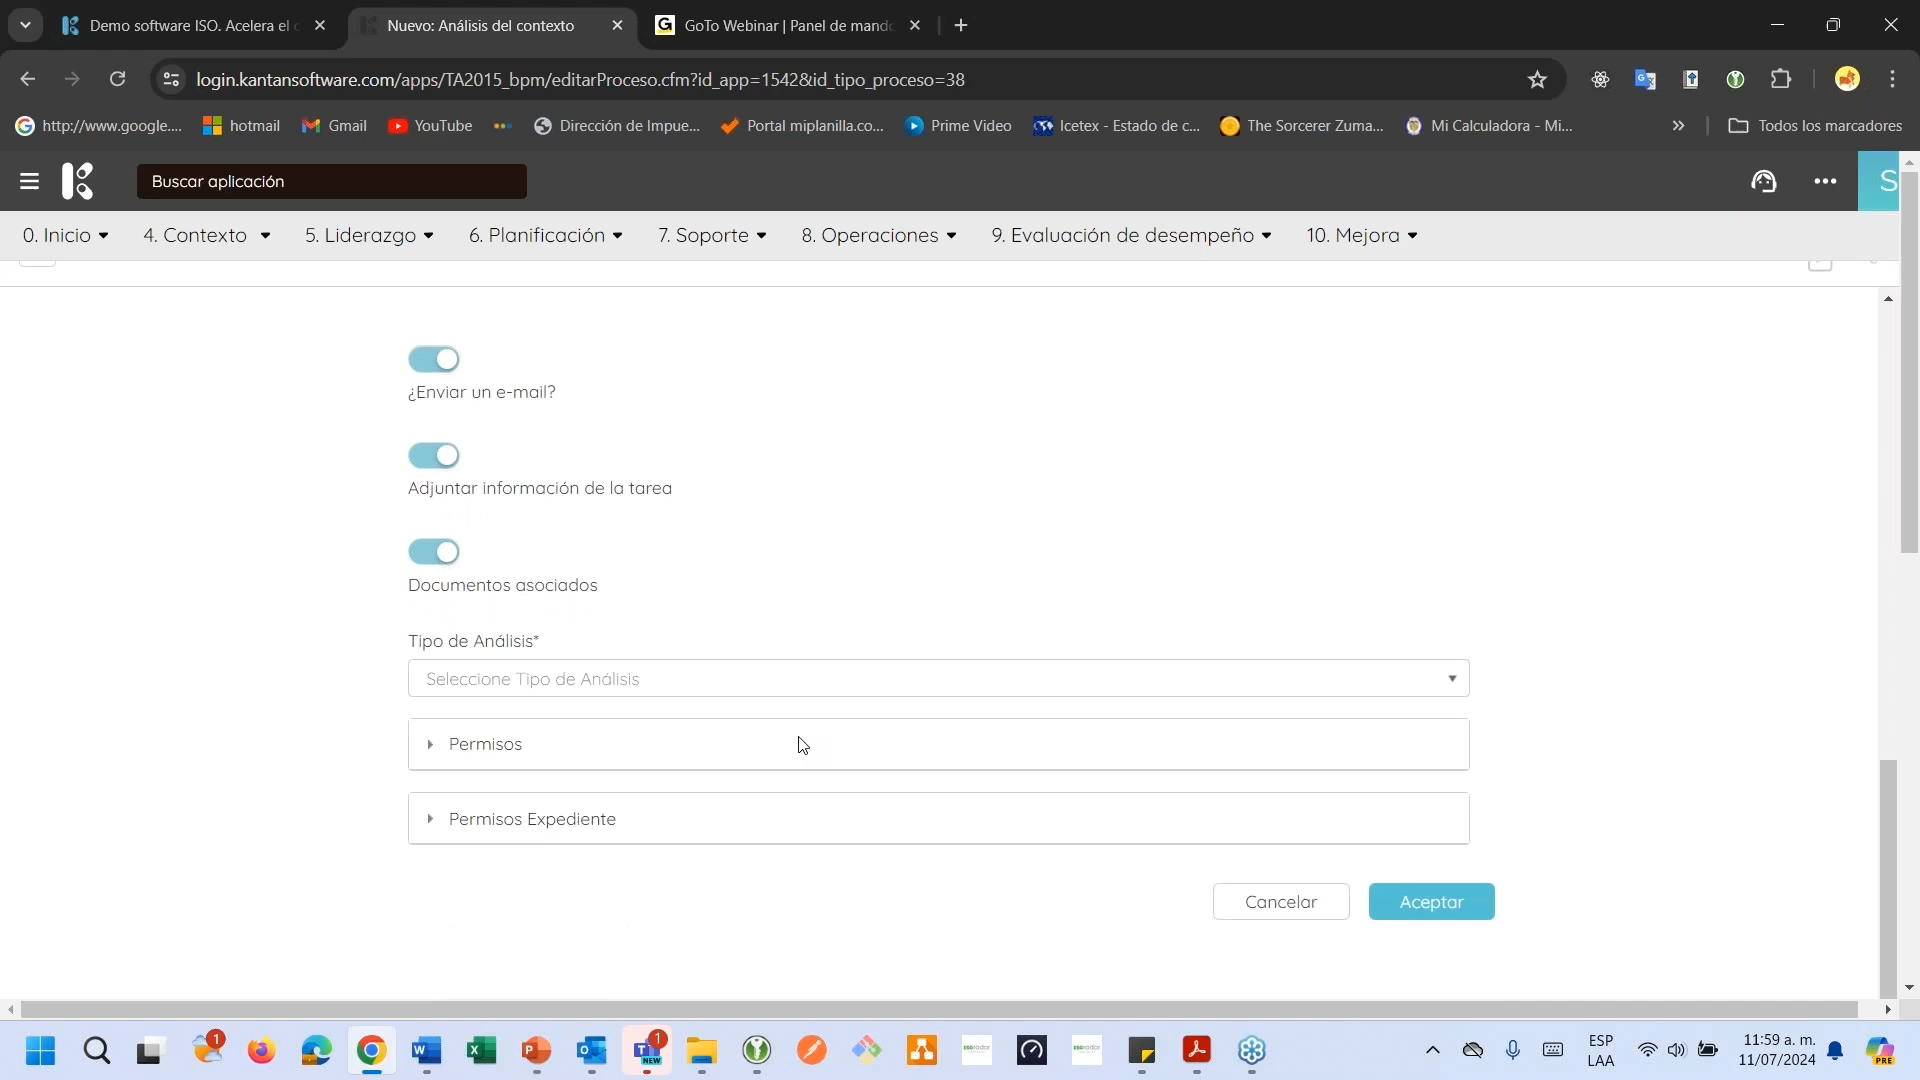 Demo software ISO. Acelera el c
Nuevo: Análisis del contexto
GoTo Webinar | Panel de mand
login.kantansoftware.com/apps/TA2015_bpm/editarProceso.cfm?id_app=1542&id_tipo_proceso=38
http://www.google....
hotmail
Gmail
YouTube
Dirección de Impue...
Portal miplanilla.co...
Prime Video
Icetex - Estado de c...
The Sorcerer Zuma...
Mi Calculadora - Mi...
Todos los marcadores
Buscar aplicación
S
0. Inicio
4. Contexto
5. Liderazgo
6. Planificación
7. Soporte
8. Operaciones
9. Evaluación de desempeño
10. Mejora
¿Enviar un e-mail?
Adjuntar información de la tarea
Documentos asociados
Tipo de Análisis*
Seleccione Tipo de Análisis
Permisos
Permisos Expediente
Cancelar
Aceptar
1
1
NEW
ESP
LAA
11:59 a. m.
11/07/2024
PRE